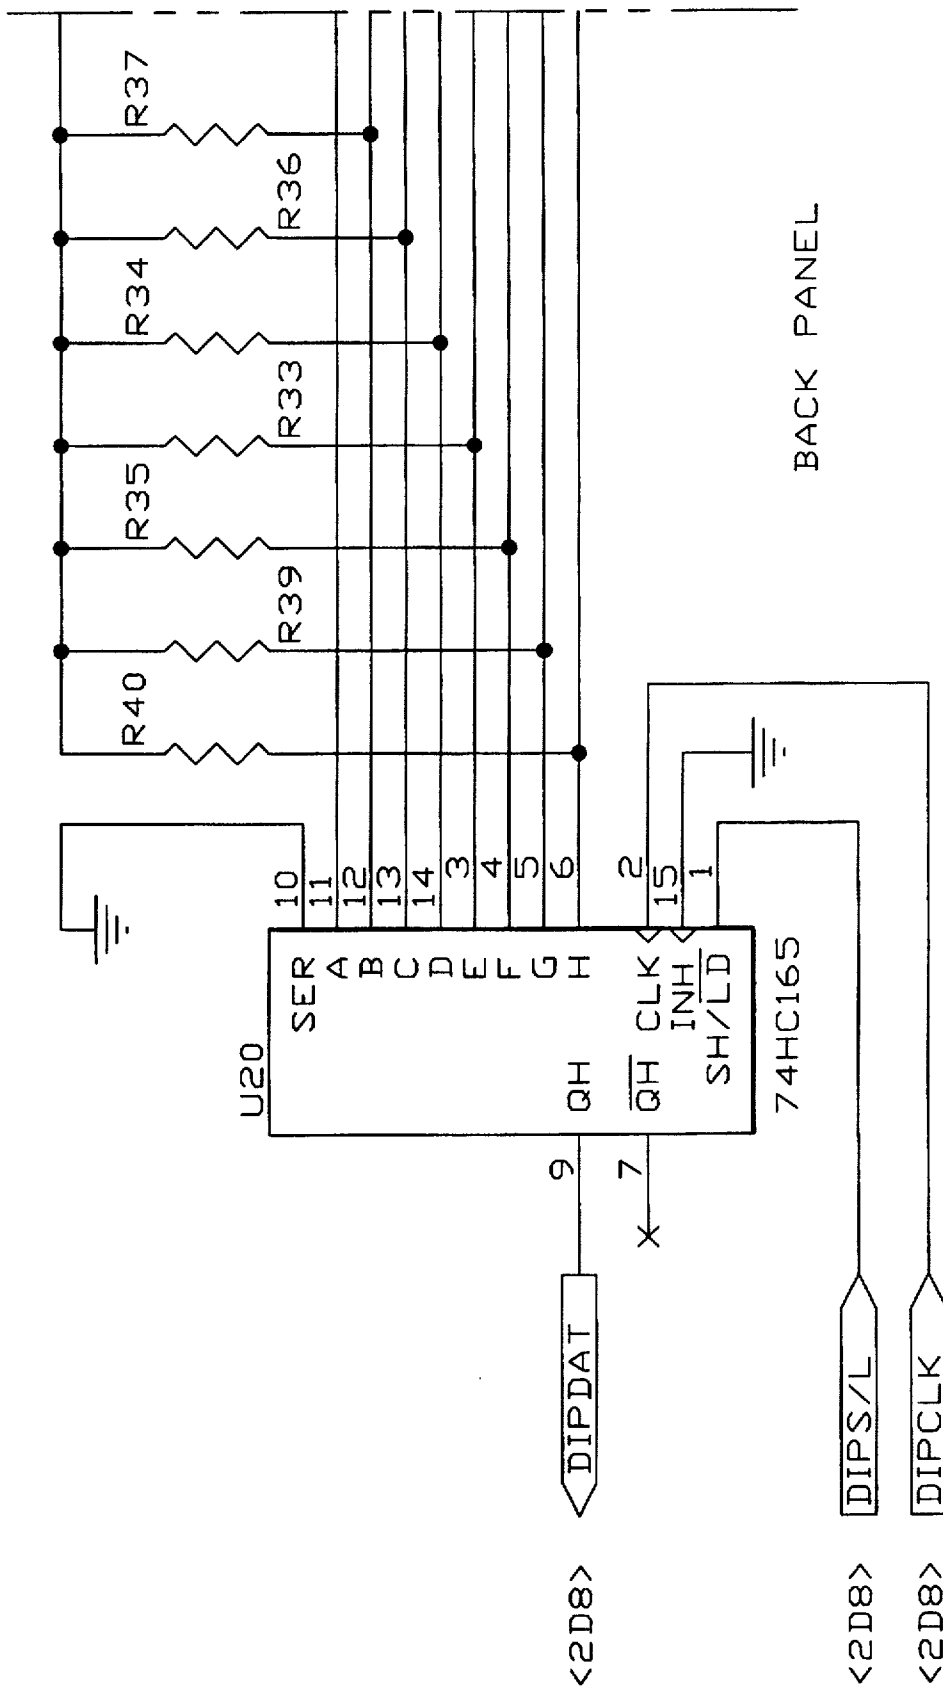 R37
R36
R34
R33
R35
R39
R40
U20
10
11
12
13
14
3
4
5
6
2
15
1
SER
A
B
C
D
E
F
G
H
CLK
INH
SH/LD
QH
QH
9
7
74HC165
DIPDAT
DIPS/L
DIPCLK
<2D8>
<2D8>
<2D8>
BACK PANEL